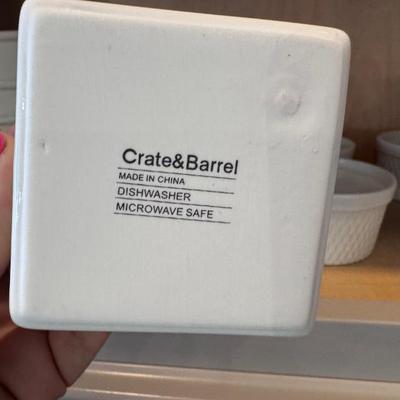 Crate&Barrel
MADE IN CHINA
DISHWASHER
MICROWAVE SAFE